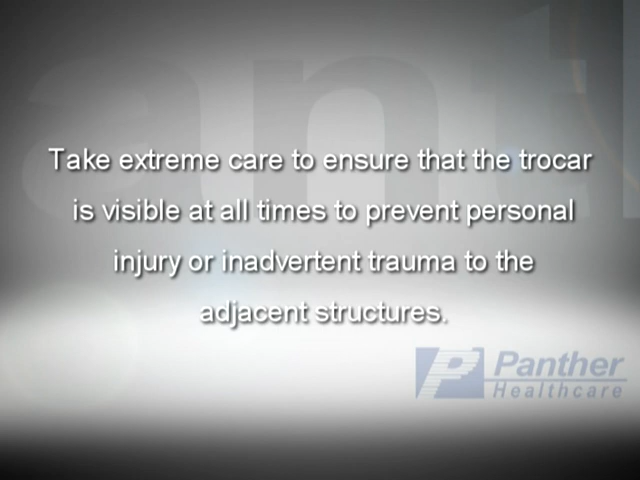 Take extreme care to ensure that the trocar
is visible at all times to prevent personal
injury or inadvertent trauma to the
adjacent structures.
Panther
Healthcare